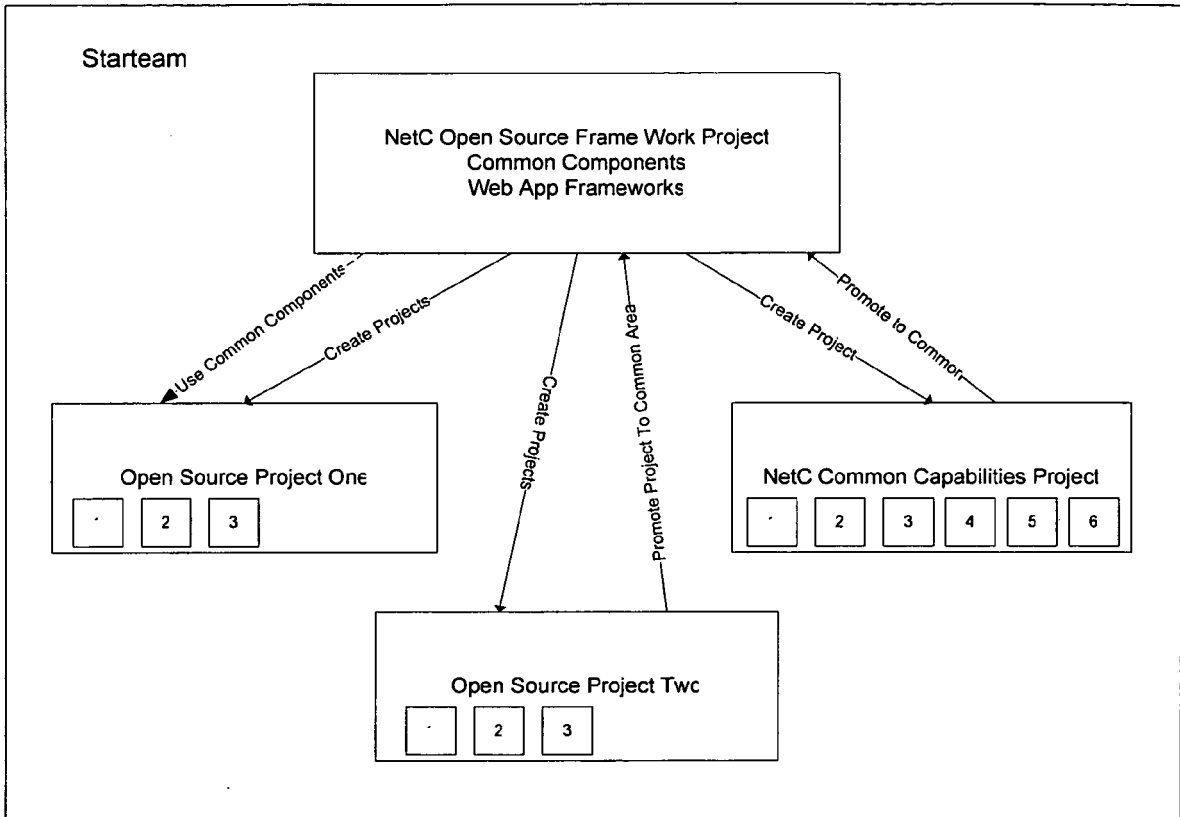 Starteam
NetC Open Source Frame Work Project
Common Components
Web App Frameworks
Use Common Components
Create Projects
Create Projects
Promote Project To Common Area
Create Project
Promote to Common
Open Source Project One
2 3
NetC Common Capabilities Project
2 3 4 5 6
Open Source Project Two
2 3